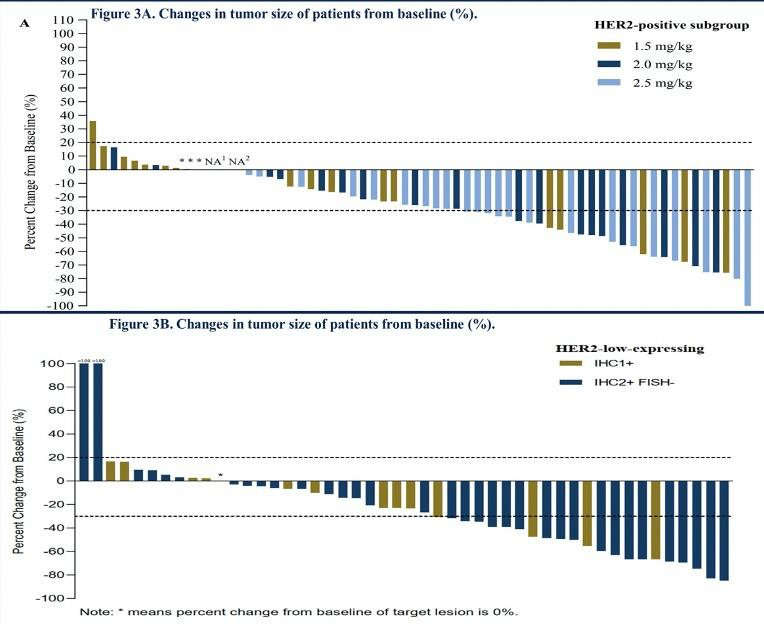 Figure 3A. Changes in tumor size of patients from baseline (%).
A
HER2-positive subgroup
1.5 mg/kg
2.0 mg/kg
2.5 mg/kg
Percent Change from Baseline (%)
110
100
90
80
70
60
50
40
30
20
10
0
-10
-20
-30
-40
-50
-60
-70
-80
-90
-100
* * * NA¹ NA²
Figure 3B. Changes in tumor size of patients from baseline (%).
HER2-low-expressing
IHC1+
IHC2+ FISH-
Percent Change from Baseline (%)
100
80
60
40
20
0
-20
-40
-60
-80
-100
*
Note: * means percent change from baseline of target lesion is 0%.